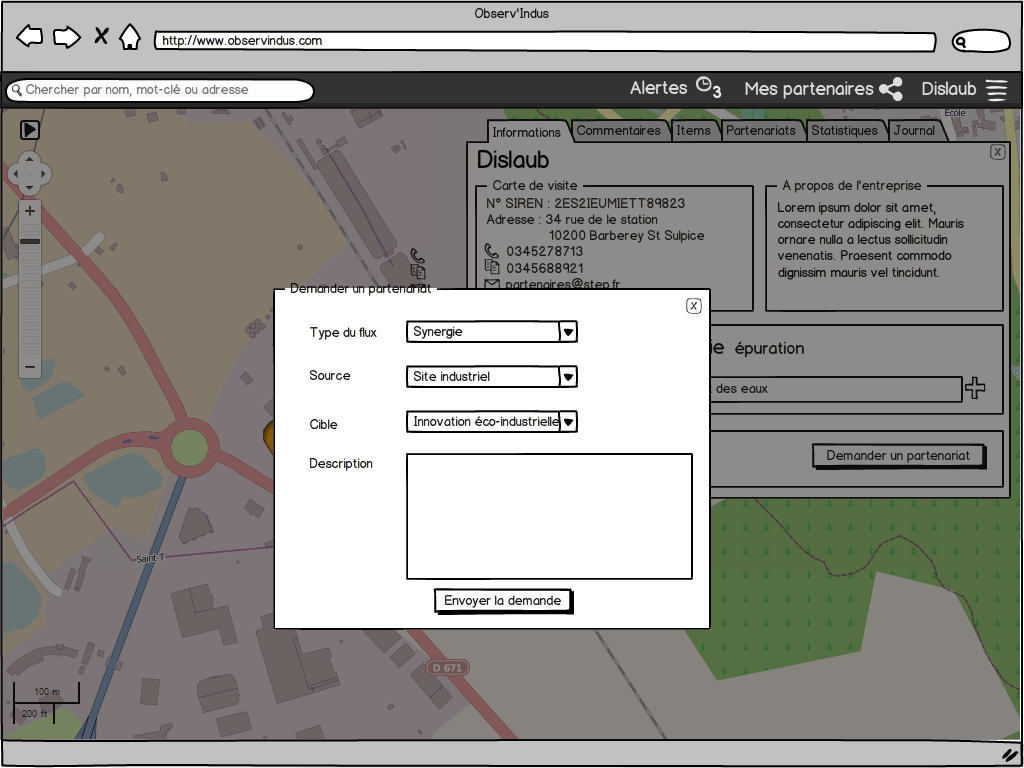 Observ'Indus
http://www.observindus.com
Chercher par nom, mot-clé ou adresse
Alertes 3
Mes partenaires
Dislaub
Ecole
Informations
Commentaires
Items
Partenariats
Statistiques
Journal
X
Dislaub
Carte de visite
N° SIREN : 2ES2IEUMIETT89823
Adresse : 34 rue de le station
10200 Barberey St Sulpice
0345278713
0345688921
partenaires@step.fr
A propos de l'entreprise
Lorem ipsum dolor sit amet,
consectetur adipiscing elit. Mauris
ornare nulla a lectus sollicitudin
venenatis. Praesent commodo
dignissim mauris vel tincidunt.
épuration
des eaux
Demander un partenariat
Demander un partenariat
X
Type du flux
Synergie
Source
Site industriel
Cible
Innovation éco-industrielle
Description
Envoyer la demande
Saint-T
D 671
100 m
200 ft